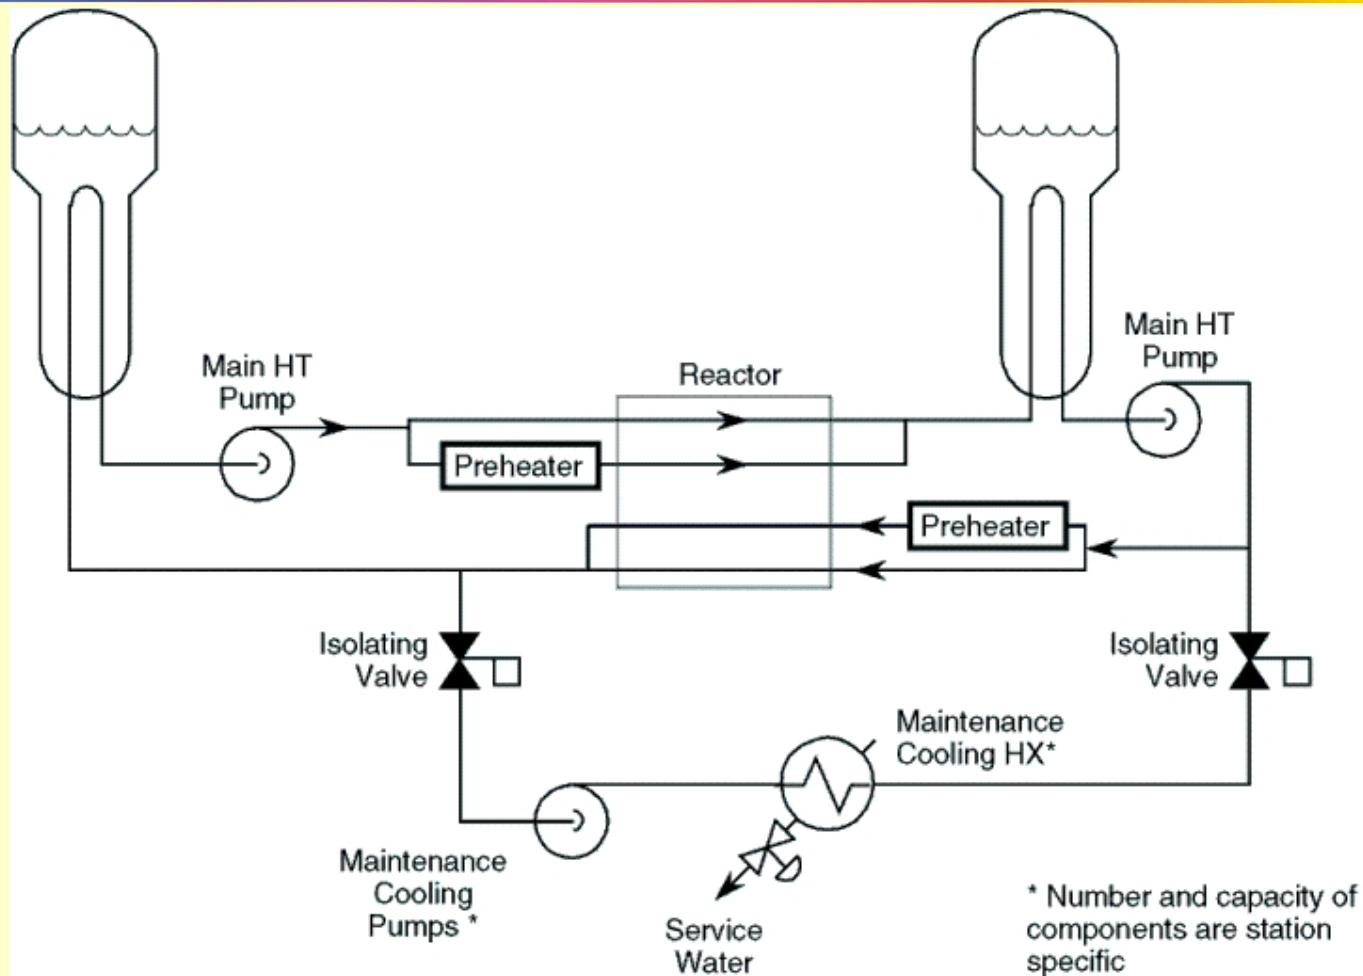 Main HT
Pump
Main HT
Pump
Reactor
Preheater
Preheater
Isolating
Valve
Isolating
Valve
Maintenance
Cooling HX*
Maintenance
Cooling
Pumps *
Service
Water
* Number and capacity of
components are station
specific